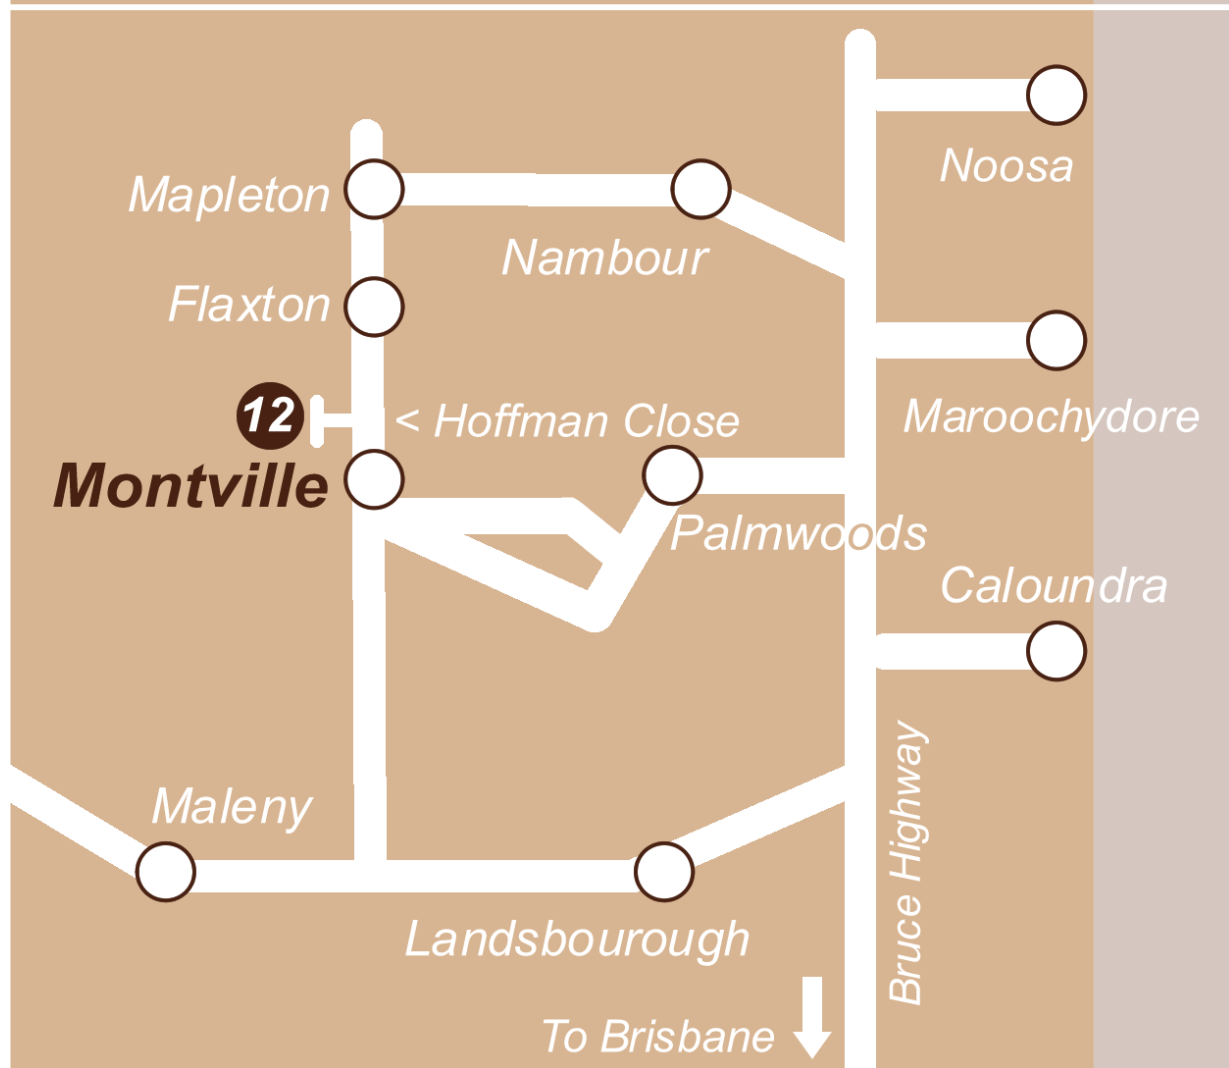 Noosa
Mapleton
Nambour
Flaxton
12
< Hoffman Close
Maroochydore
Montville
Palmwoods
Caloundra
Bruce Highway
Maleny
Landsbourough
To Brisbane